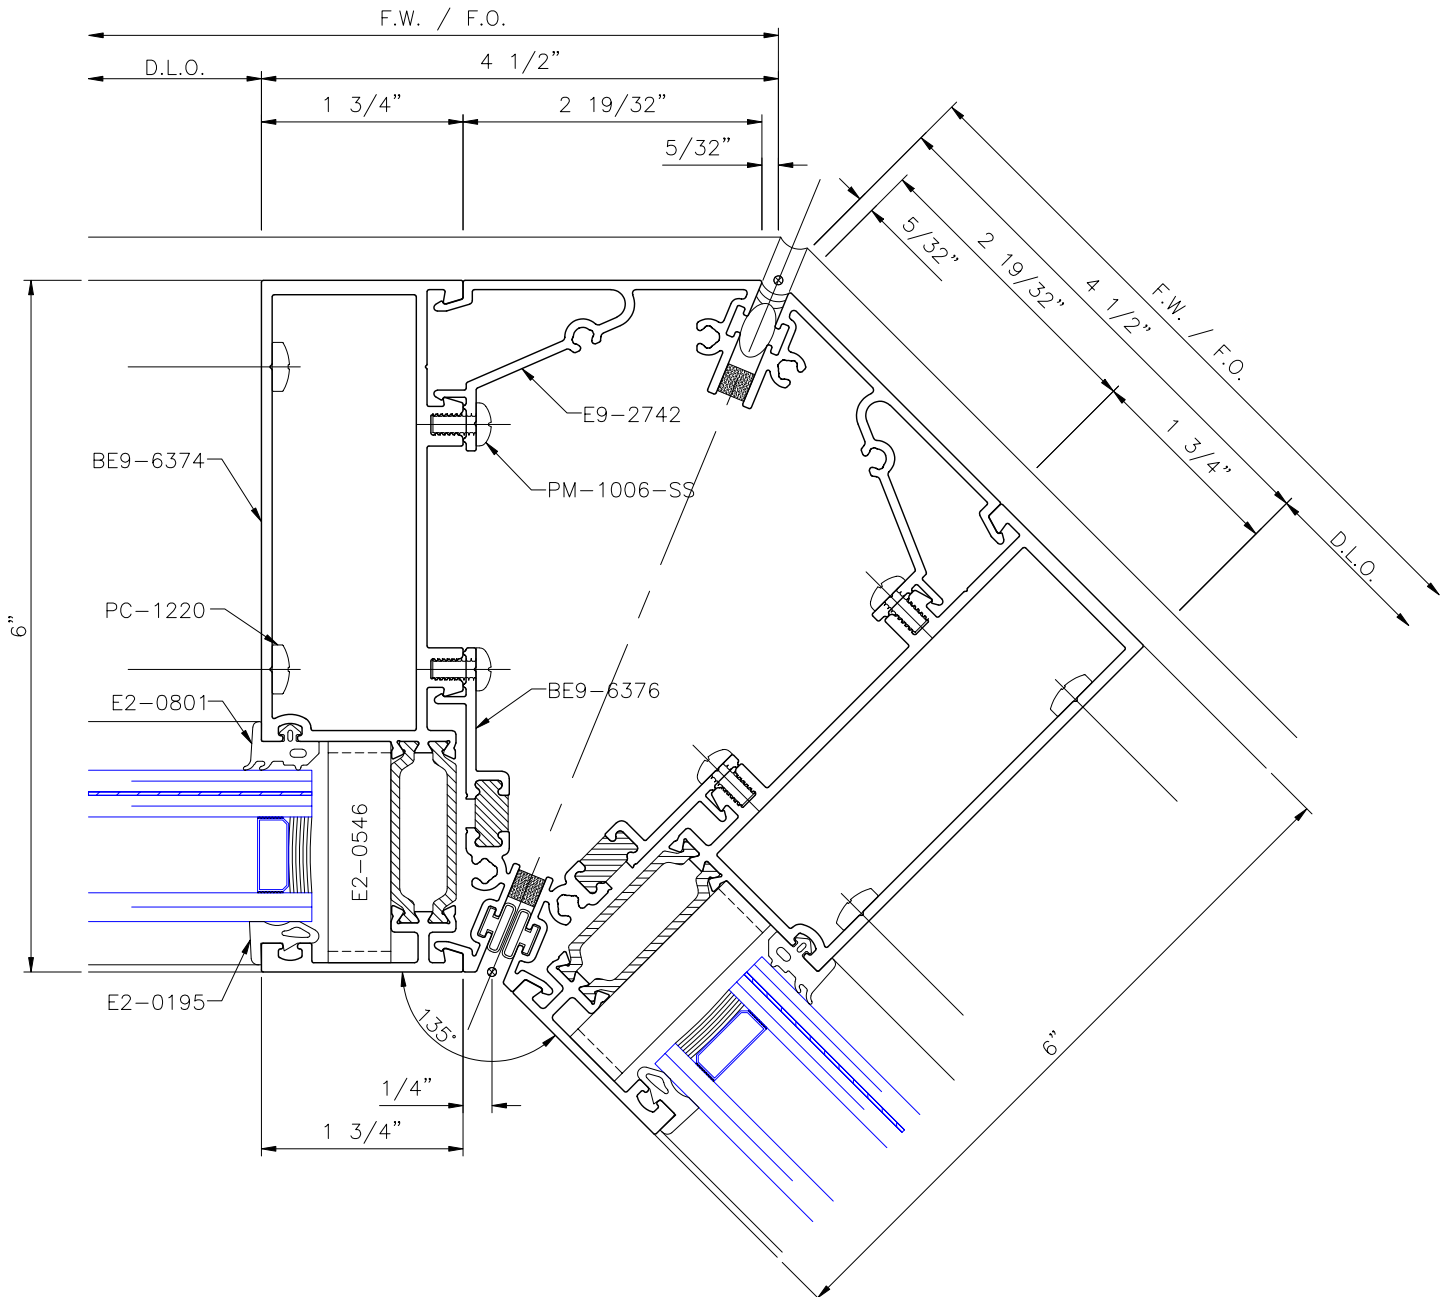 F.W. / F.O.
D.L.O.
4 1/2”
1 3/4”
2 19/32”
5/32”
5/32”
2 19/32”
4 1/2”
F.W. / F.O.
1 3/4”
D.L.O.
E9-2742
BE9-6374
PM-1006-SS
PC-1220
6”
E2-0801
BE9-6376
E2-0546
E2-0195
135°
6”
1/4”
1 3/4”